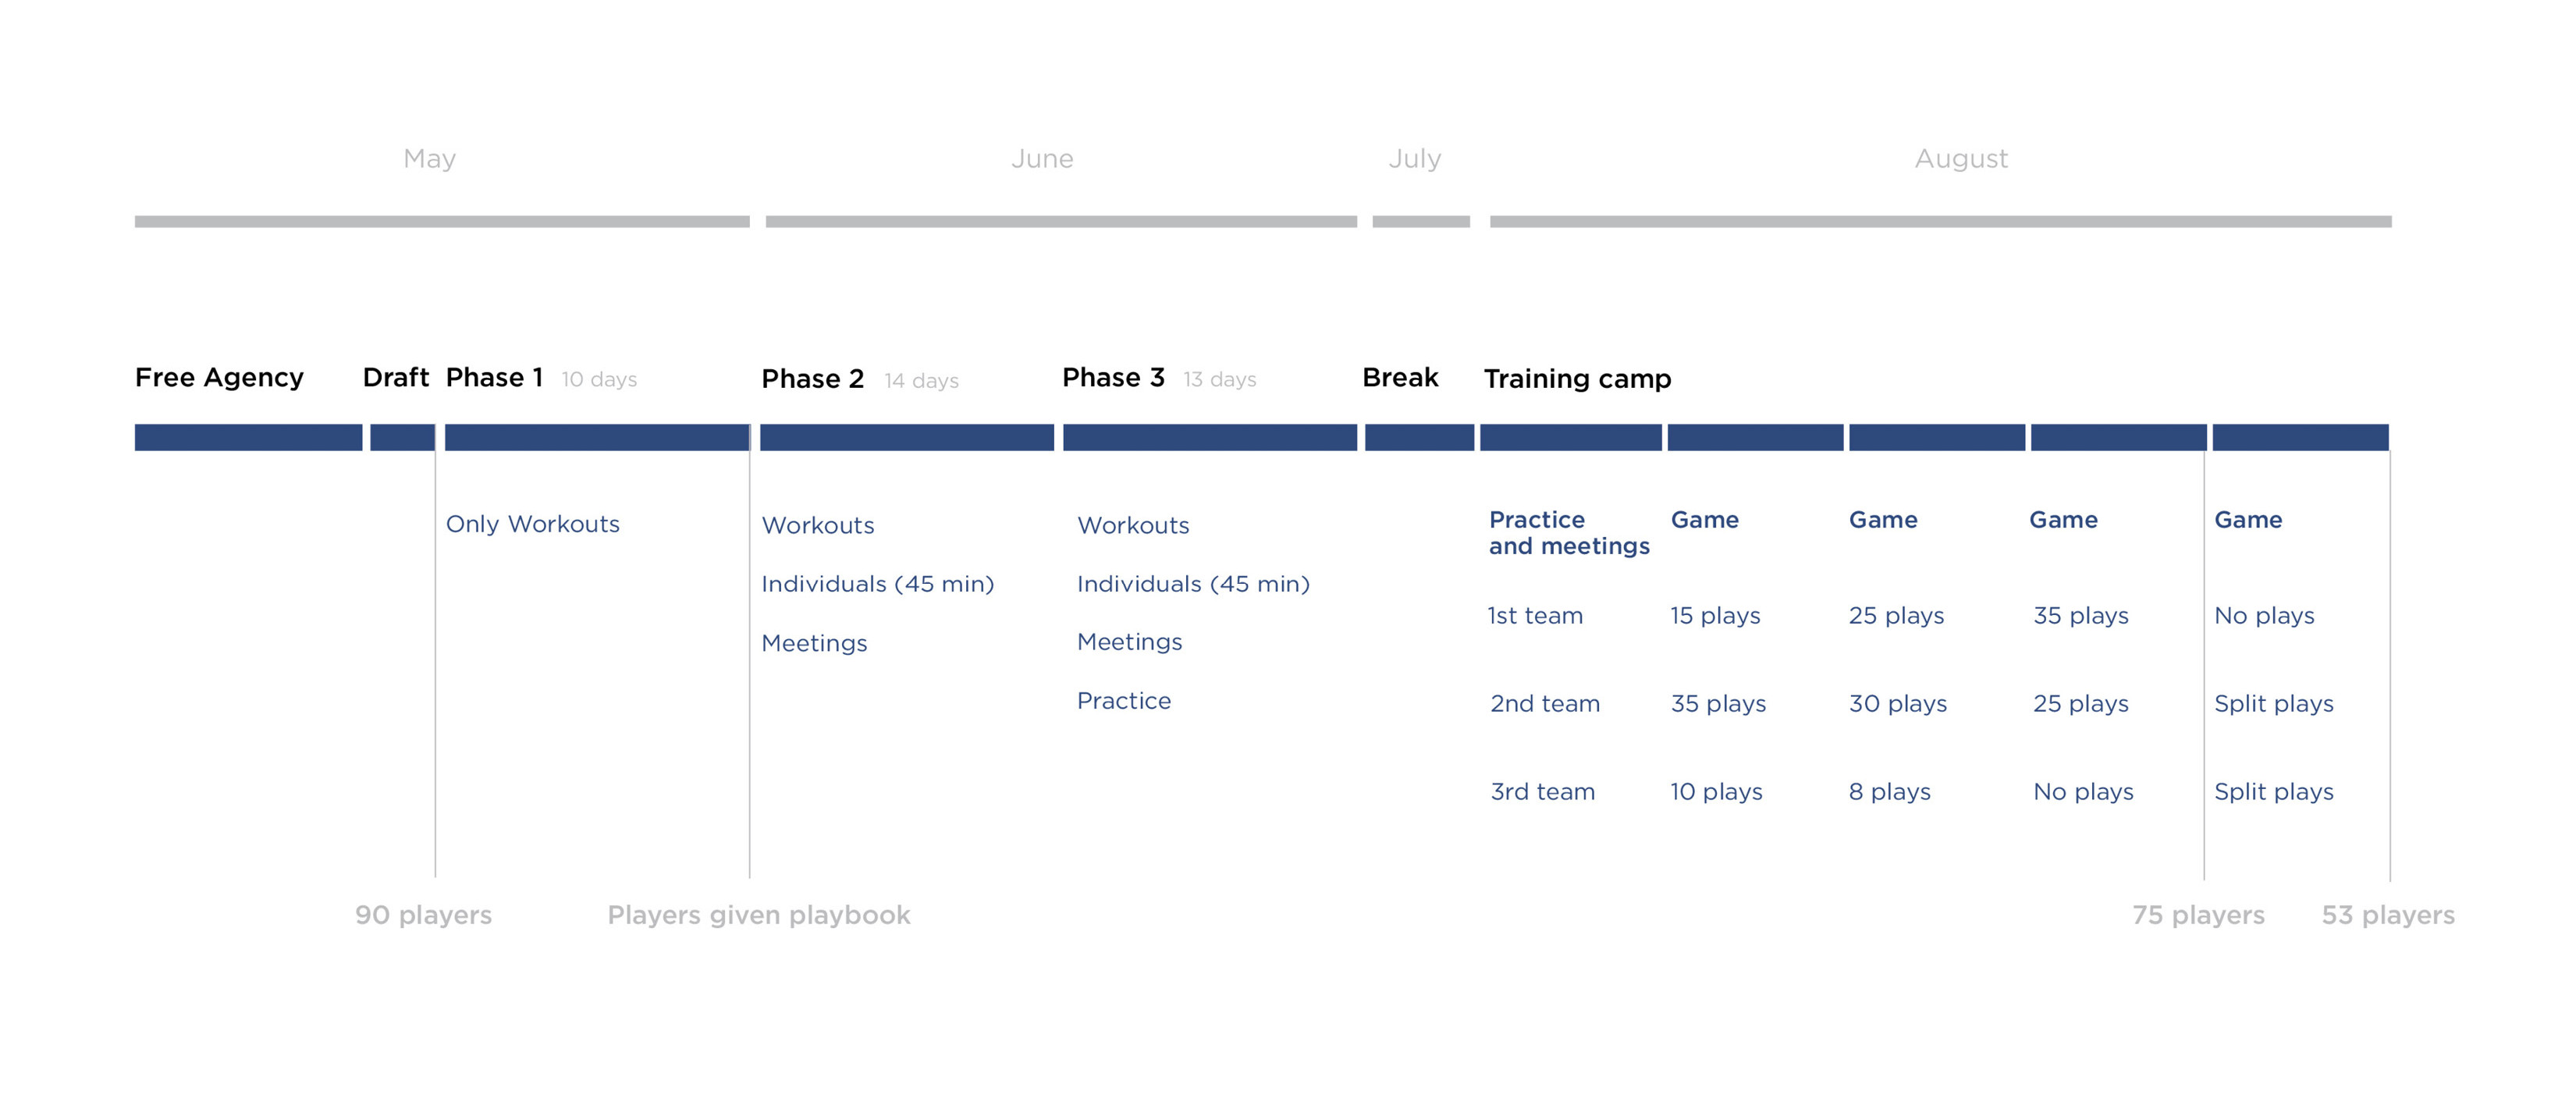 May
June
July
August
Free Agency
Draft
Phase 1 10 days
Phase 2 14 days
Phase 3 13 days
Break
Training camp
Only Workouts
Workouts
Individuals (45 min)
Meetings
Workouts
Individuals (45 min)
Meetings
Practice
Practice
and meetings
Game
Game
Game
Game
1st team
15 plays
25 plays
35 plays
No plays
2nd team
35 plays
30 plays
25 plays
Split plays
3rd team
10 plays
8 plays
No plays
Split plays
90 players
Players given playbook
75 players
53 players